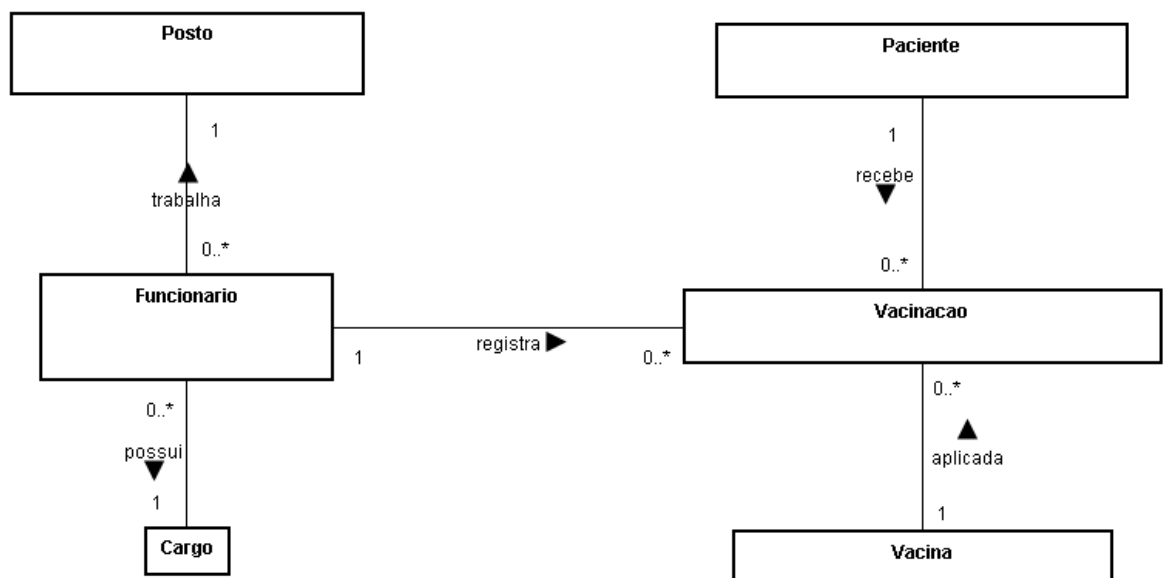 Posto
Paciente
1
1
trabalha
recebe
0..*
0..*
Funcionario
Vacinacao
registra
1
0..*
0..*
0..*
possui
aplicada
1
1
Cargo
Vacina